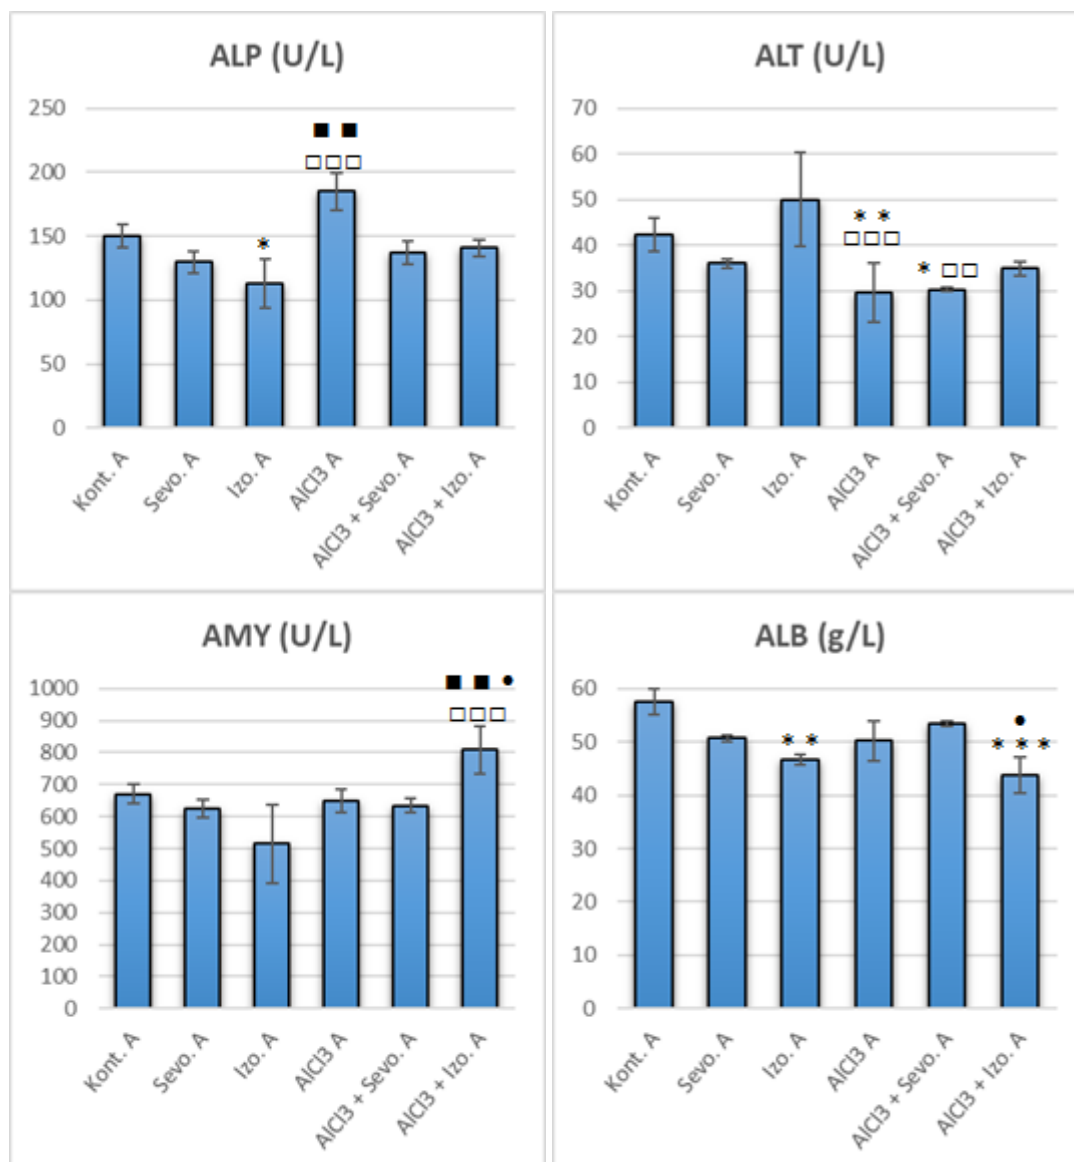 ALP (U/L)
250
200
150
100
50
0
■ ■
□□□
*
Kont. A
Sevo. A
Izo. A
AlCl3 A
AlCl3 + Sevo. A
AlCl3 + Izo. A
ALT (U/L)
70
60
50
40
30
20
10
0
* *
□□□
* □□
Kont. A
Sevo. A
Izo. A
AlCl3 A
AlCl3 + Sevo. A
AlCl3 + Izo. A
AMY (U/L)
1000
900
800
700
600
500
400
300
200
100
0
■ ■ •
□□□
Kont. A
Sevo. A
Izo. A
AlCl3 A
AlCl3 + Sevo. A
AlCl3 + Izo. A
ALB (g/L)
60
50
40
30
20
10
0
* *
•
* * *
Kont. A
Sevo. A
Izo. A
AlCl3 A
AlCl3 + Sevo. A
AlCl3 + Izo. A